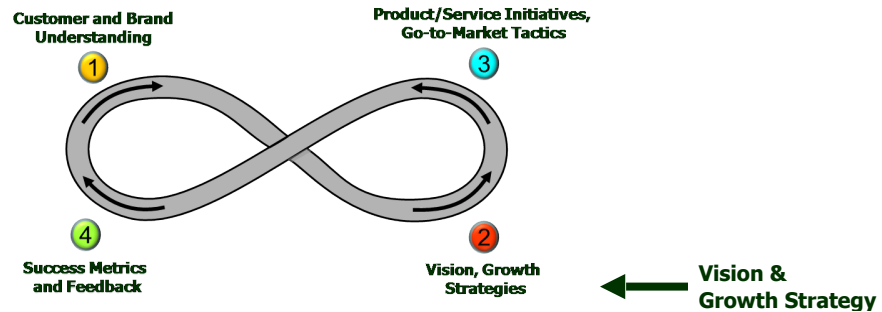 Customer and Brand
Understanding
1
Product/Service Initiatives,
Go-to-Market Tactics
3
4
Success Metrics
and Feedback
2
Vision, Growth
Strategies
Vision &
Growth Strategy